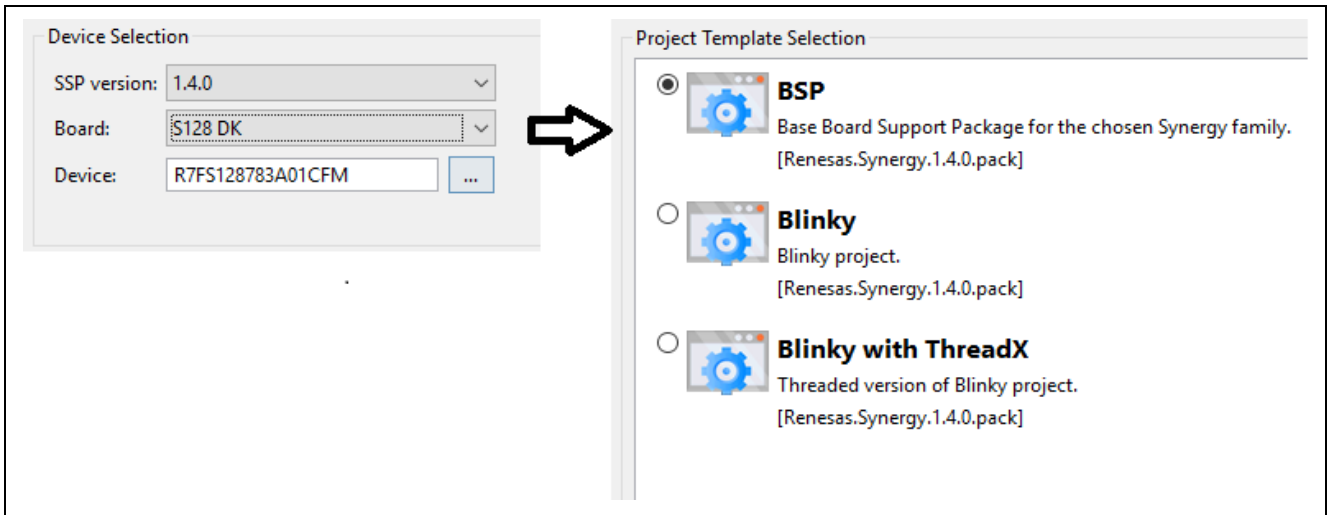 Device Selection
SSP version: 1.4.0
Board: S128 DK
Device: R7FS128783A01CFM ...
Project Template Selection
BSP
Base Board Support Package for the chosen Synergy family.
[Renesas.Synergy.1.4.0.pack]
Blinky
Blinky project.
[Renesas.Synergy.1.4.0.pack]
Blinky with ThreadX
Threaded version of Blinky project.
[Renesas.Synergy.1.4.0.pack]